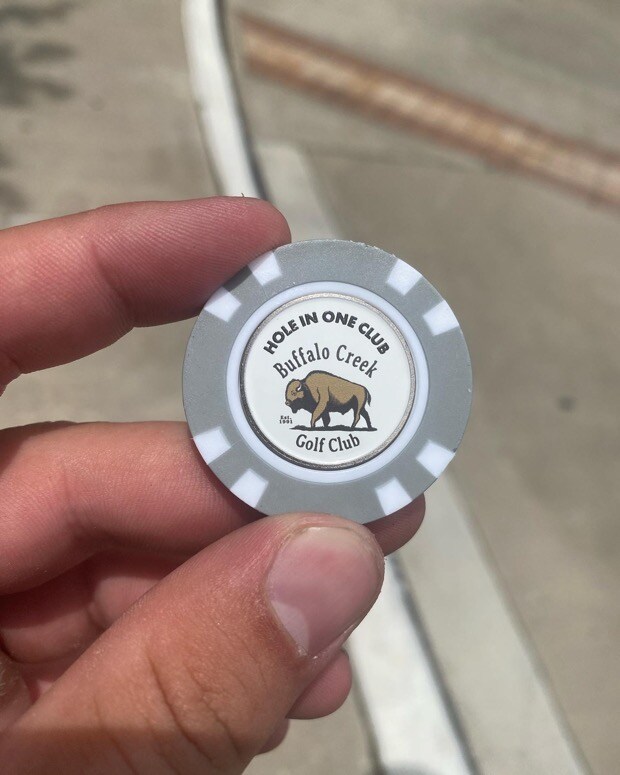 HOLE IN ONE CLUB
Buffalo Creek
Est.
1991
Golf Club